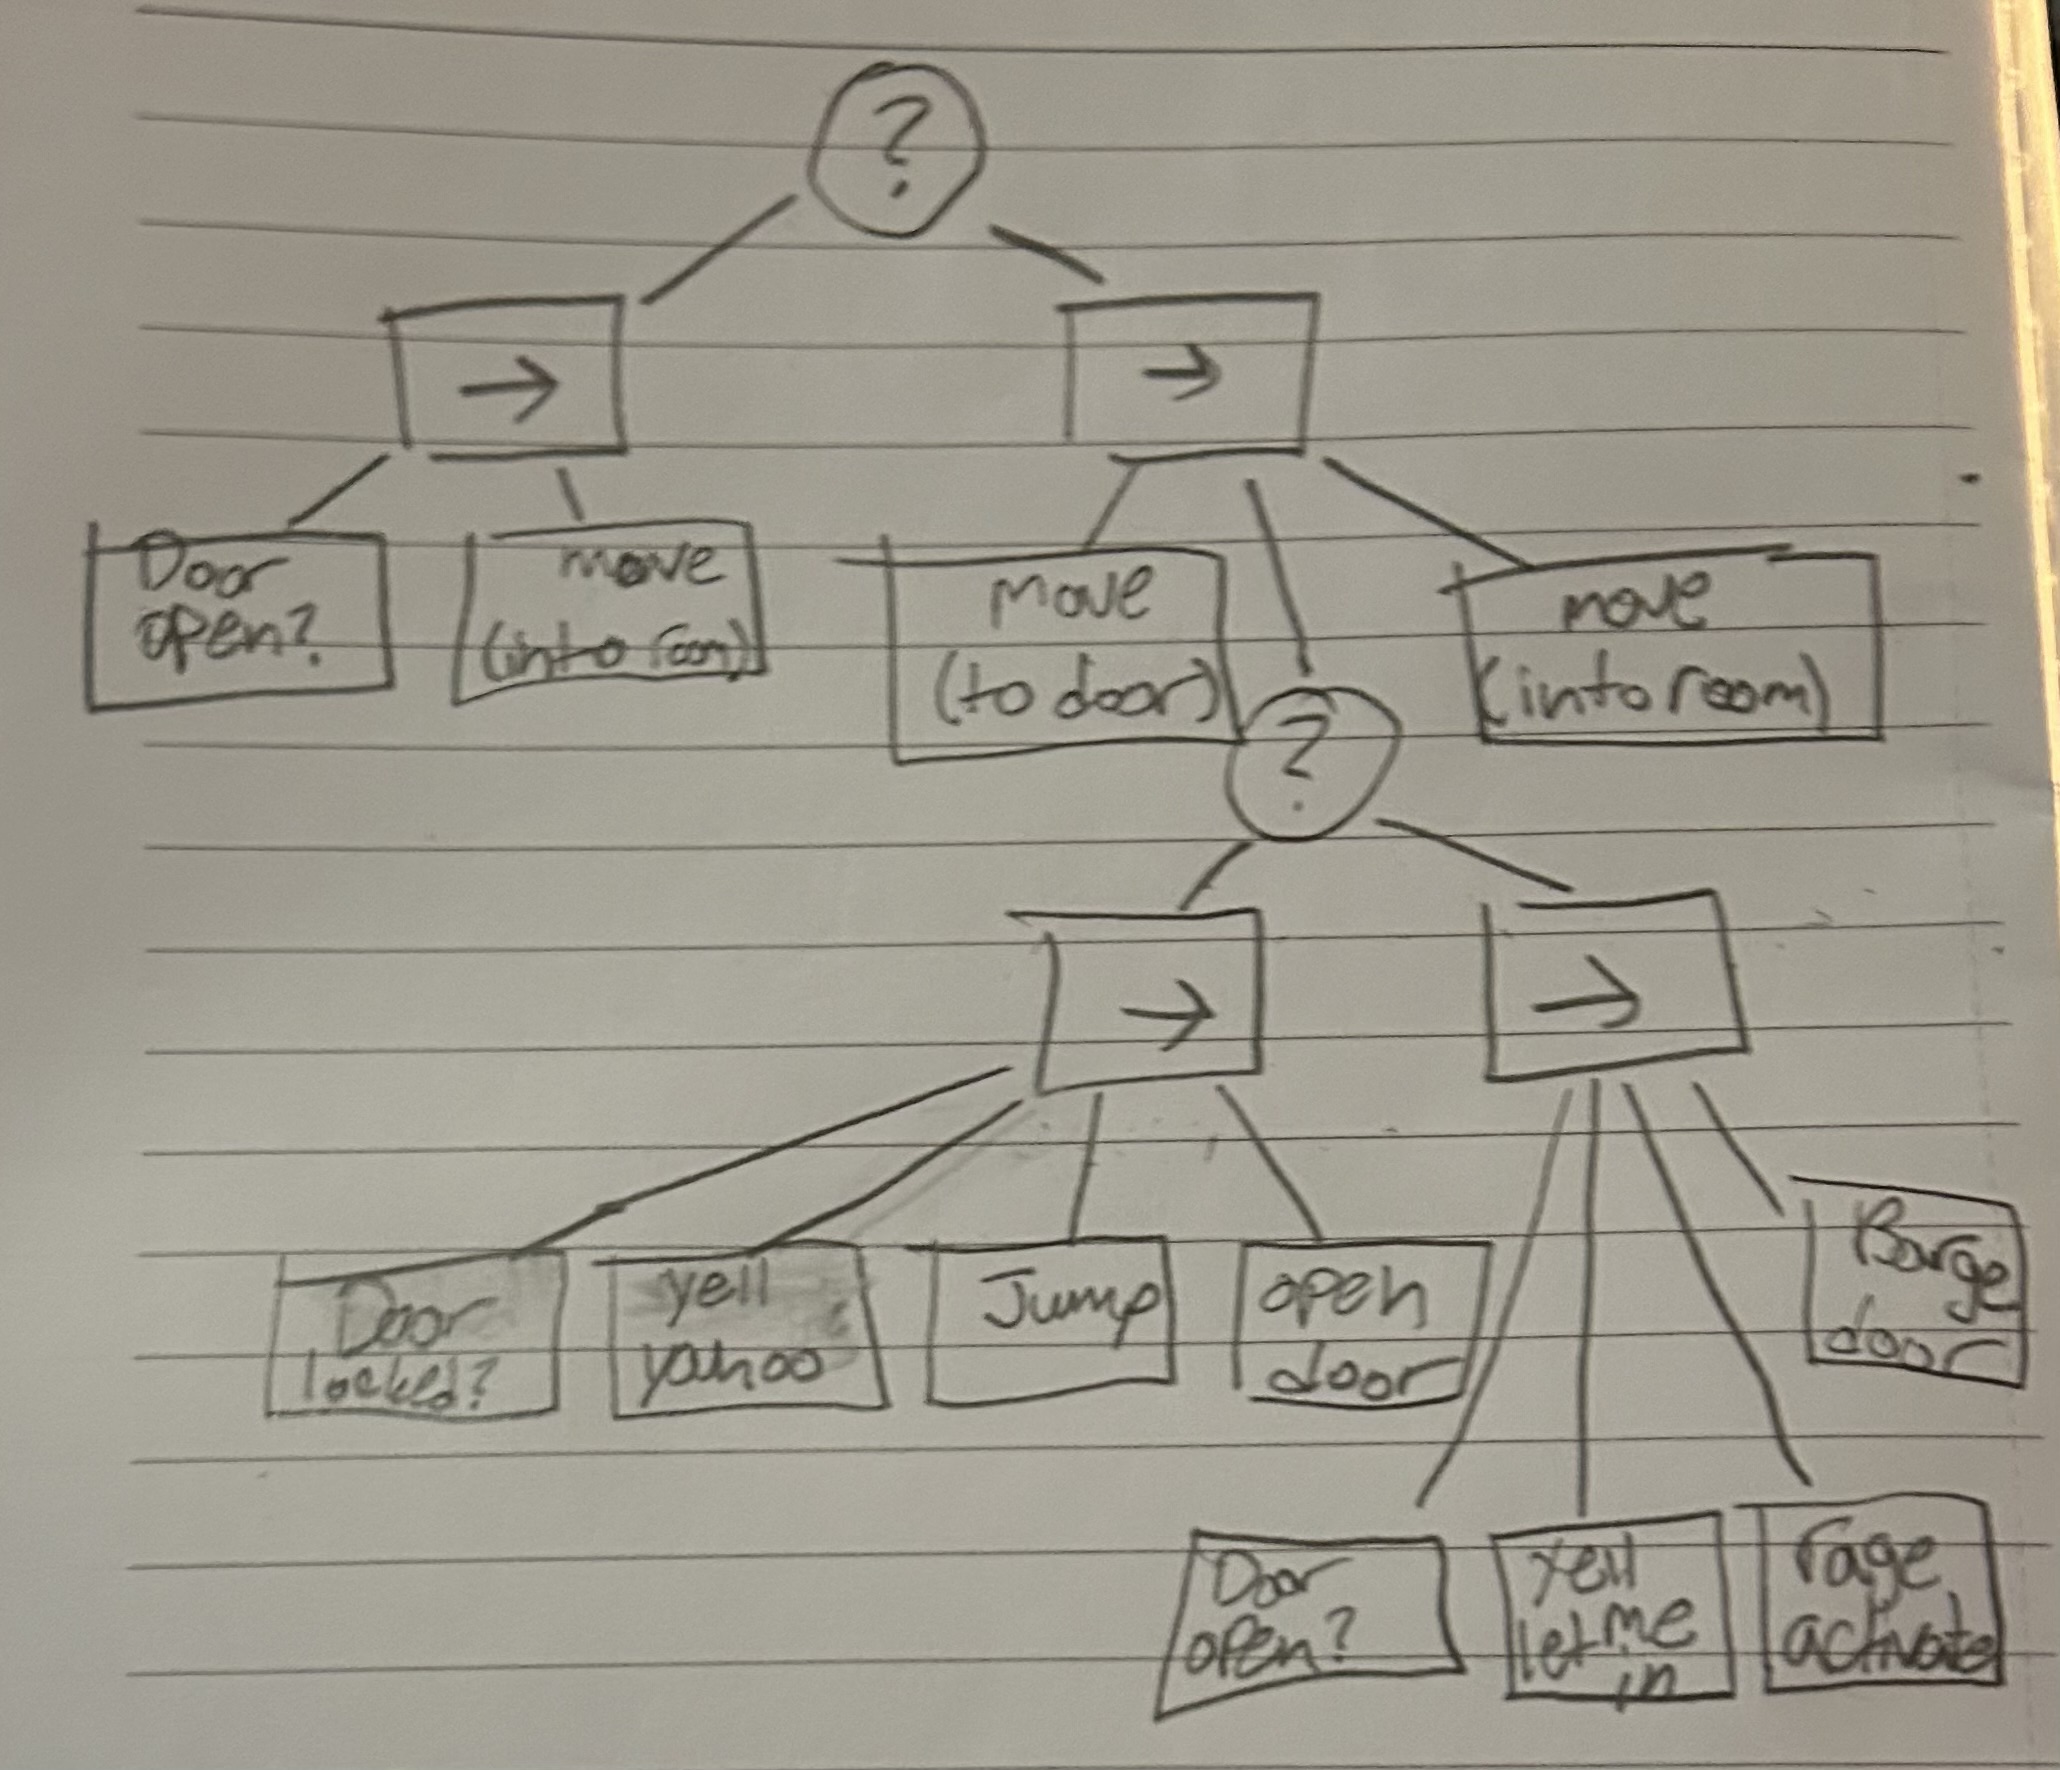 ?
→
→
Door
open?
move
(into room)
Move
(to door)
move
(into room)
?
→
→
Door
locked?
yell
yahoo
Jump
open
door
Barge
door
Door
open?
Yell
let me
in
rage
activate